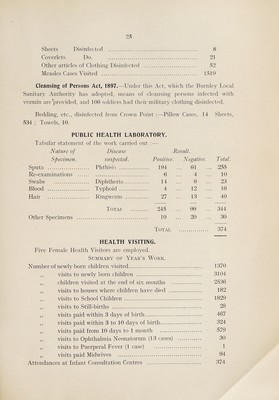 25
Sheets Disinfected 8
Coverlets Do. 21
Other articles of Clothing Disinfected 52
Mendes Cases Visited 1519
Cleansing of Persons Act, 1897.—Under this Act, which the Burnley Local
Sanitary Authority has adopted, means of cleansing persons infected with
vermin are provided, and 106 soldiers had their military clothing disinfected.
Bedding, etc., disinfected from Crown Point :—Pillow Cases, 14 Sheets,
534 ; Towels, 10.
PUBLIC HEALTH LABORATORY.
Tabular statement of the work carried out :—
Nature of Disease Result.
Specimen. suspected. Positive. Negative. Total.
Sputa Phthisis 194 61 255
Re-examinations 6 4 10
Swabs Diphtheria 14 9 23
Blood Typhoid 4 12 16
Hair Ringworm 27 13 40
TOTAL 245 99 344
Other Specimens 10 20 30
TOTAL 374
HEALTH VISITING.
Five Female Health Visitors are employed.
SUMMARY OF YEAR'S WORK.
Number of newly born children visited 1370
„ visits to newly born children 3104
„ children visited at the end of six months 2836
„ visits to houses where children have died 182
„ visits to School Children 1829
„ visits to Still-births 28
„ visits paid within 3 days of birth 467
„ visits paid within 3 to 10 days of birth 324
„ visits paid from 10 days to 1 month 579
„ visits to Ophthalmia Neonatorum (13 cases) 30
„ visits to Puerperal Fever (1 case) 1
„ visits paid Midwives 94
Attendances at Infant Consultation Centres 374